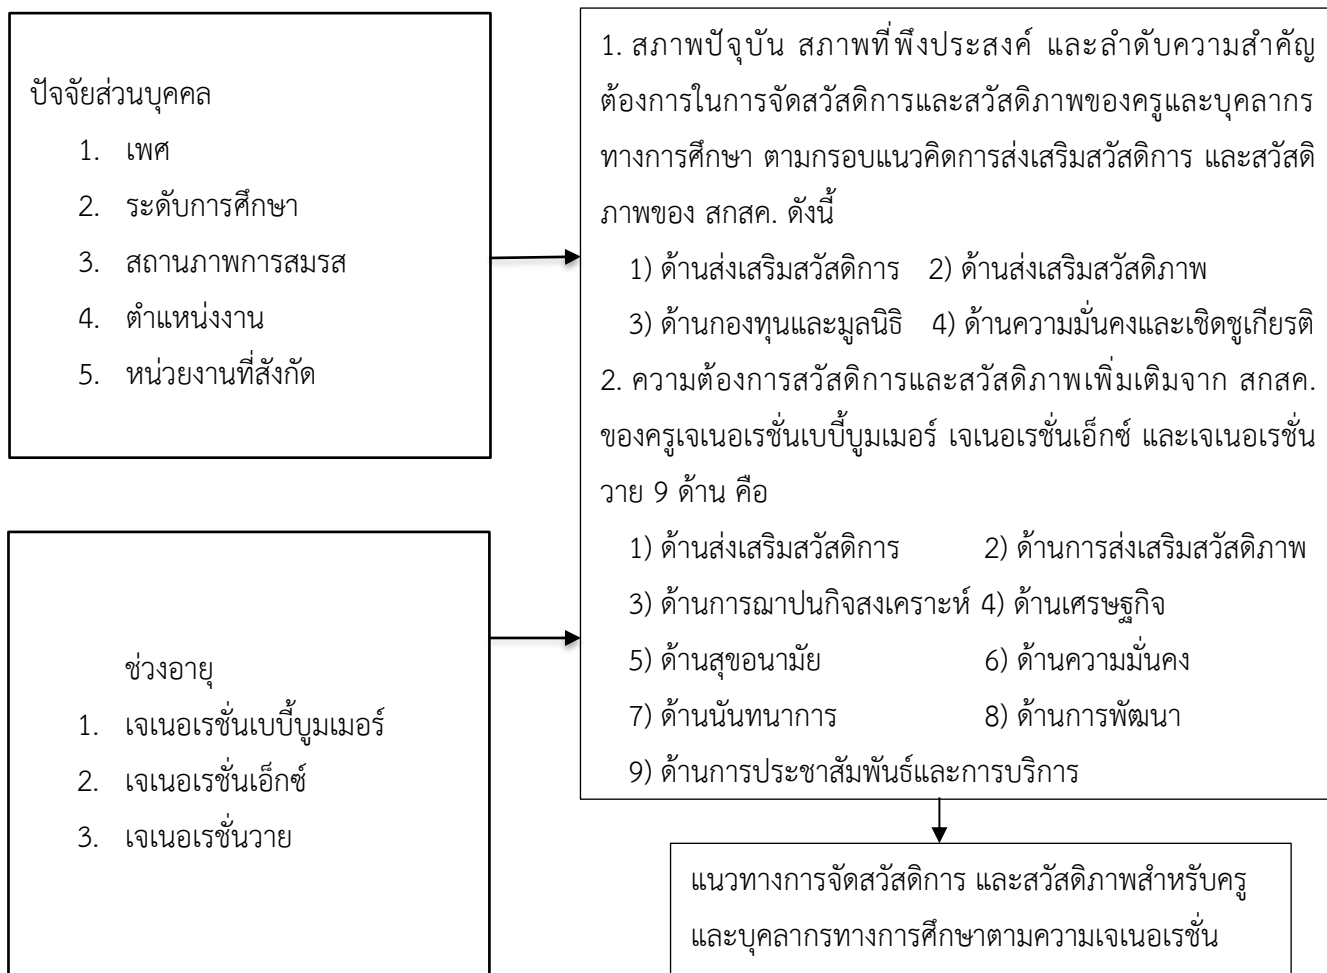 ปัจจัยส่วนบุคคล
1. เพศ
2. ระดับการศึกษา
3. สถานภาพการสมรส
4. ตำแหน่งงาน
5. หน่วยงานที่สังกัด
ช่วงอายุ
1. เจเนอเรชั่นเบบี้บูมเมอร์
2. เจเนอเรชั่นเอ็กซ์
3. เจเนอเรชั่นวาย
1. สภาพปัจจุบัน สภาพที่พึงประสงค์ และลำดับความสำคัญ
ต้องการในการจัดสวัสดิการและสวัสดิภาพของครูและบุคลากร
ทางการศึกษา ตามกรอบแนวคิดการส่งเสริมสวัสดิการ และสวัสดิ
ภาพของ สกสค. ดังนี้
1) ด้านส่งเสริมสวัสดิการ 2) ด้านส่งเสริมสวัสดิภาพ
3) ด้านกองทุนและมูลนิธิ 4) ด้านความมั่นคงและเชิดชูเกียรติ
2. ความต้องการสวัสดิการและสวัสดิภาพเพิ่มเติมจาก สกสค.
ของครูเจเนอเรชั่นเบบี้บูมเมอร์ เจเนอเรชั่นเอ็กซ์ และเจเนอเรชั่น
วาย 9 ด้าน คือ
1) ด้านส่งเสริมสวัสดิการ 2) ด้านการส่งเสริมสวัสดิภาพ
3) ด้านการฌาปนกิจสงเคราะห์ 4) ด้านเศรษฐกิจ
5) ด้านสุขอนามัย 6) ด้านความมั่นคง
7) ด้านนันทนาการ 8) ด้านการพัฒนา
9) ด้านการประชาสัมพันธ์และการบริการ
แนวทางการจัดสวัสดิการ และสวัสดิภาพสำหรับครู
และบุคลากรทางการศึกษาตามความเจเนอเรชั่น